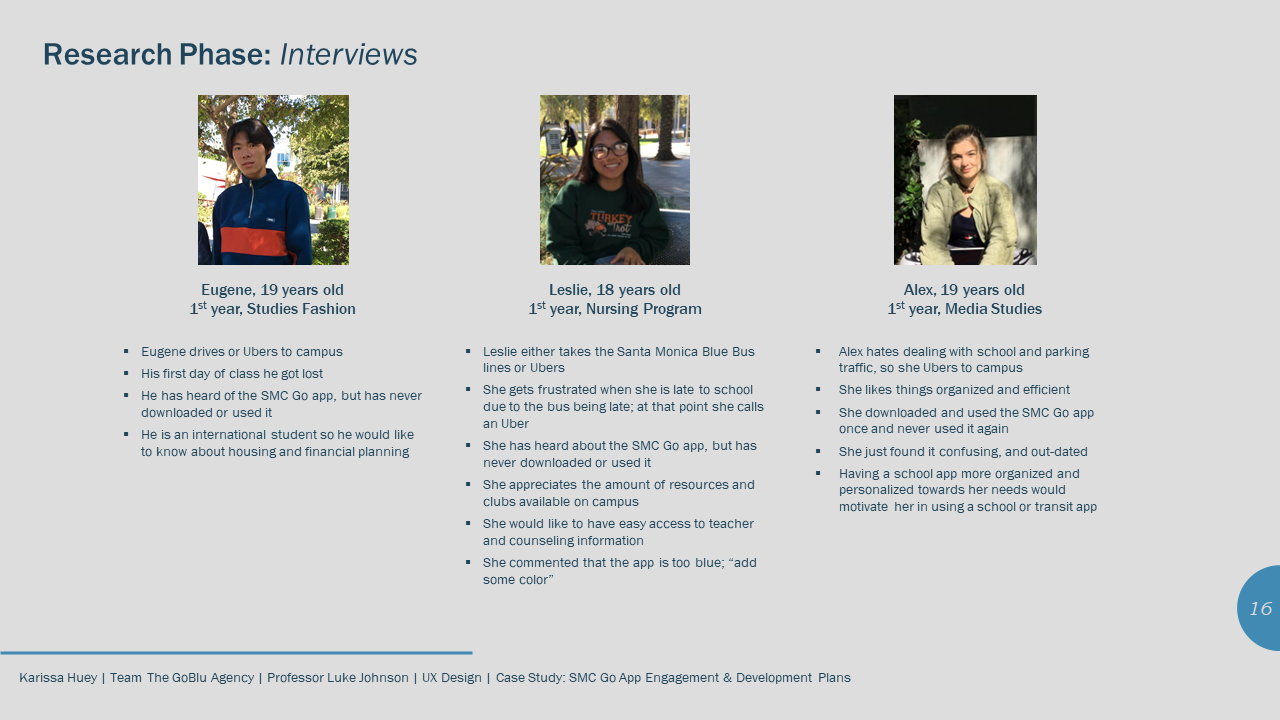 Research Phase: Interviews
TURKEY
Trot
Eugene, 19 years old
1st year, Studies Fashion
▪ Eugene drives or Ubers to campus
▪ His first day of class he got lost
▪ He has heard of the SMC Go app, but has never
downloaded or used it
▪ He is an international student so he would like
to know about housing and financial planning
Leslie, 18 years old
1st year, Nursing Program
▪ Leslie either takes the Santa Monica Blue Bus
lines or Ubers
▪ She gets frustrated when she is late to school
due to the bus being late; at that point she calls
an Uber
▪ She has heard about the SMC Go app, but has
never downloaded or used it
▪ She appreciates the amount of resources and
clubs available on campus
▪ She would like to have easy access to teacher
and counseling information
▪ She commented that the app is too blue; “add
some color”
Alex, 19 years old
1st year, Media Studies
▪ Alex hates dealing with school and parking
traffic, so she Ubers to campus
▪ She likes things organized and efficient
▪ She downloaded and used the SMC Go app
once and never used it again
▪ She just found it confusing, and out-dated
▪ Having a school app more organized and
personalized towards her needs would
motivate her in using a school or transit app
16
Karissa Huey | Team The GoBlu Agency | Professor Luke Johnson | UX Design | Case Study: SMC Go App Engagement & Development Plans